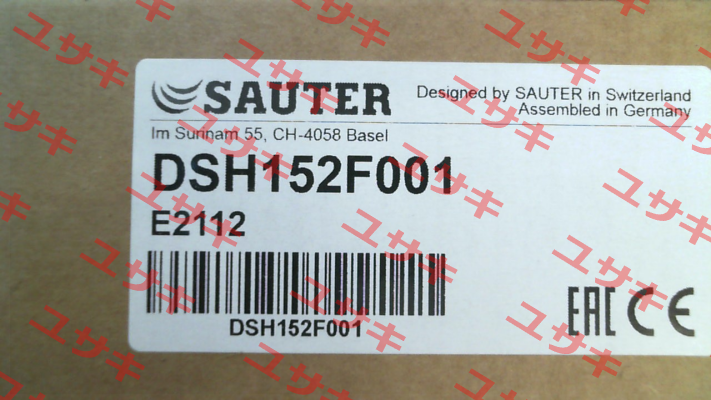 SAUTER
Designed by SAUTER in Switzerland
Assembled in Germany
Im Surinam 55, CH-4058 Basel
DSH152F001
E2112
DSH152F001
EAC CE
ユサキ